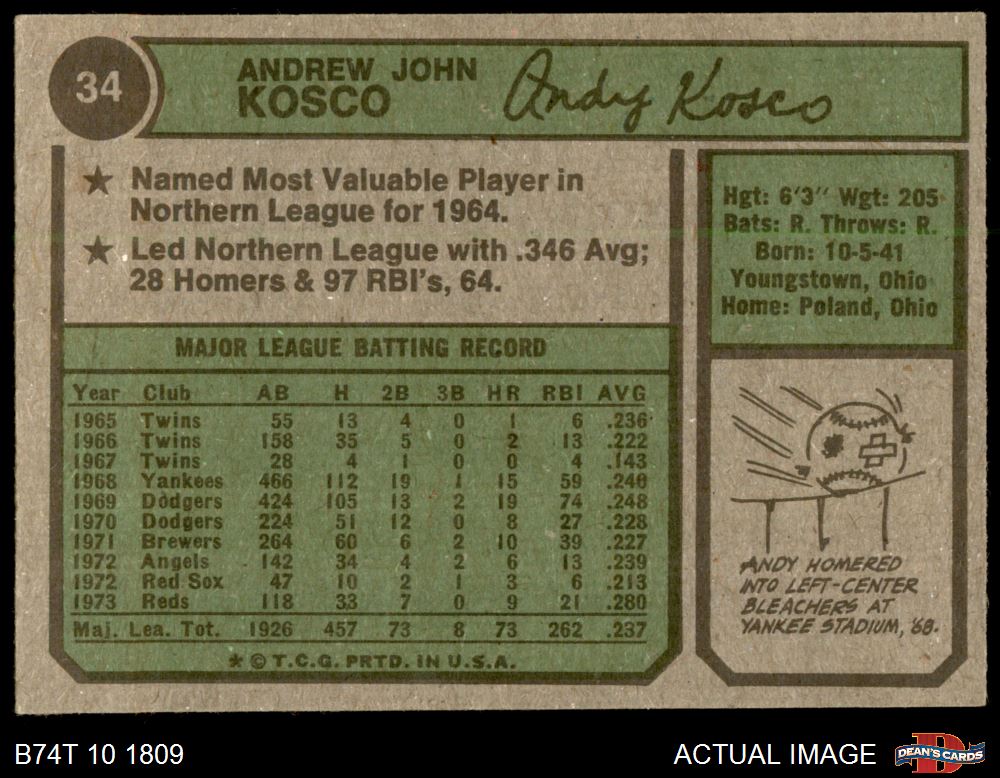 34
ANDREW JOHN
KOSCO
Andy Kosco
★ Named Most Valuable Player in
Northern League for 1964.
★ Led Northern League with .346 Avg;
28 Homers & 97 RBI's, 64.
Hgt: 6'3" Wgt: 205
Bats: R. Throws: R.
Born: 10-5-41
Youngstown, Ohio
Home: Poland, Ohio
MAJOR LEAGUE BATTING RECORD
Year Club AB H 2B 3B HR RBI AVG
1965 Twins 55 13 4 0 1 6 .236
1966 Twins 158 35 5 0 2 13 .222
1967 Twins 28 4 1 0 0 4 .143
1968 Yankees 466 112 19 1 15 59 .240
1969 Dodgers 424 105 13 2 19 74 .248
1970 Dodgers 224 51 12 0 8 27 .228
1971 Brewers 264 60 6 2 10 39 .227
1972 Angels 142 34 4 2 6 13 .239
1972 Red Sox 47 10 2 1 3 6 .213
1973 Reds 118 33 7 0 9 21 .280
Maj. Lea. Tot. 1926 457 73 8 73 262 .237
★ © T.C.G. PRTD. IN U.S.A.
ANDY HOMERED
INTO LEFT-CENTER
BLEACHERS AT
YANKEE STADIUM, '68.
B74T 10 1809
ACTUAL IMAGE
DEAN'S CARDS